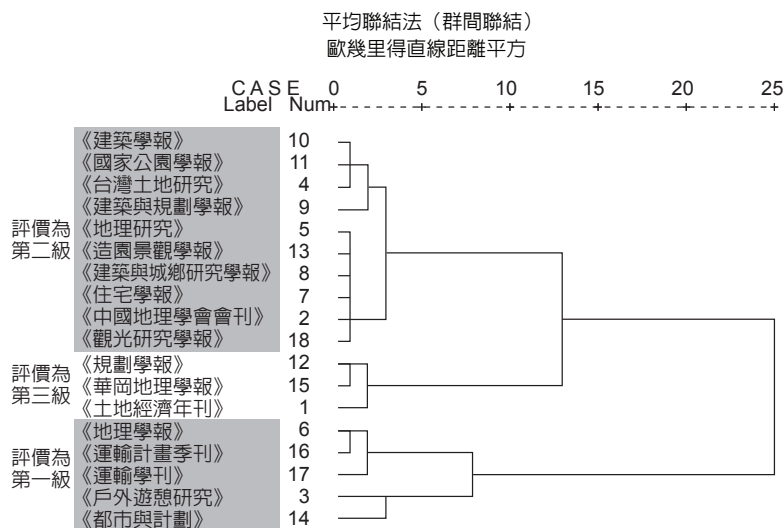 平均聯結法（群間聯結）
歐幾里得直線距離平方
C A S E 0 5 10 15 20 25
Label Num
《建築學報》 10
《國家公園學報》 11
《台灣土地研究》 4
《建築與規劃學報》 9
評價為 《地理研究》 5
第二級 《造園景觀學報》 13
《建築與城鄉研究學報》 8
《住宅學報》 7
《中國地理學會會刊》 2
《觀光研究學報》 18
《規劃學報》 12
評價為
第三級 《華岡地理學報》 15
《土地經濟年刊》 1
《地理學報》 6
評價為 《運輸計畫季刊》 16
第一級 《運輸學刊》 17
《戶外遊憩研究》 3
《都市與計劃》 14